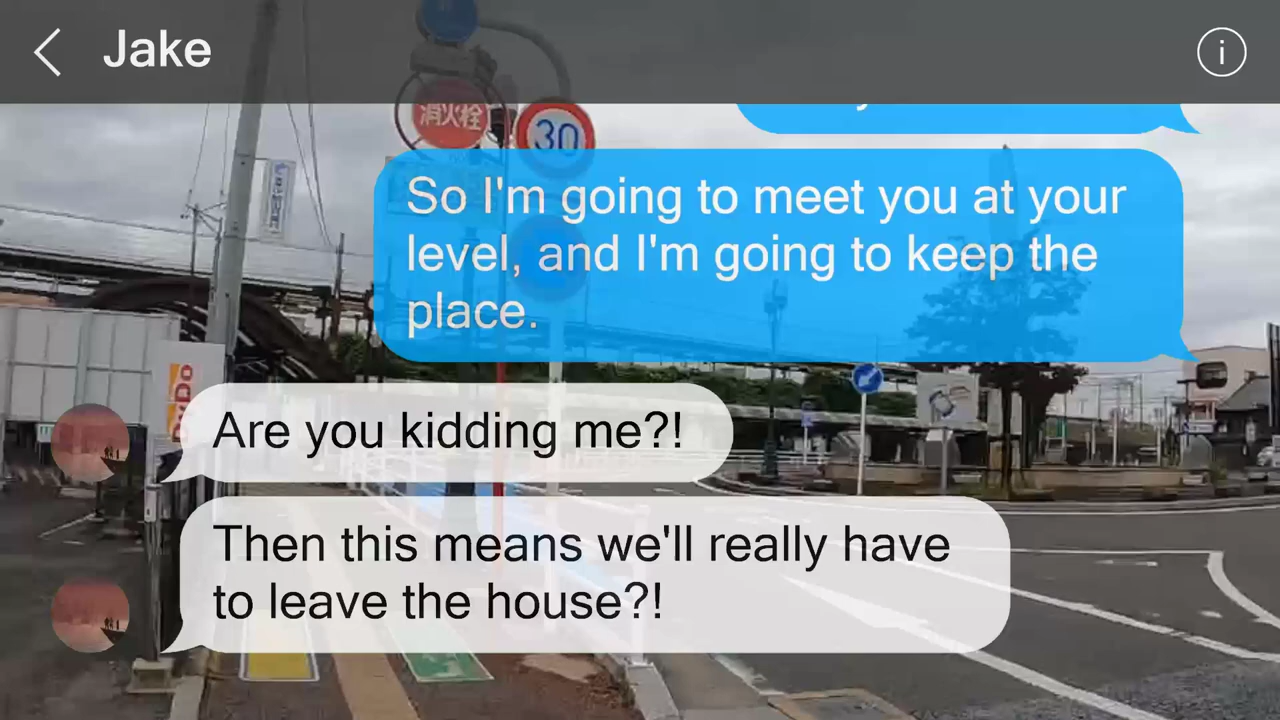 Jake
i
消火栓
30
So I'm going to meet you at your
level, and I'm going to keep the
place.
DyDo
Are you kidding me?!
Then this means we'll really have
to leave the house?!